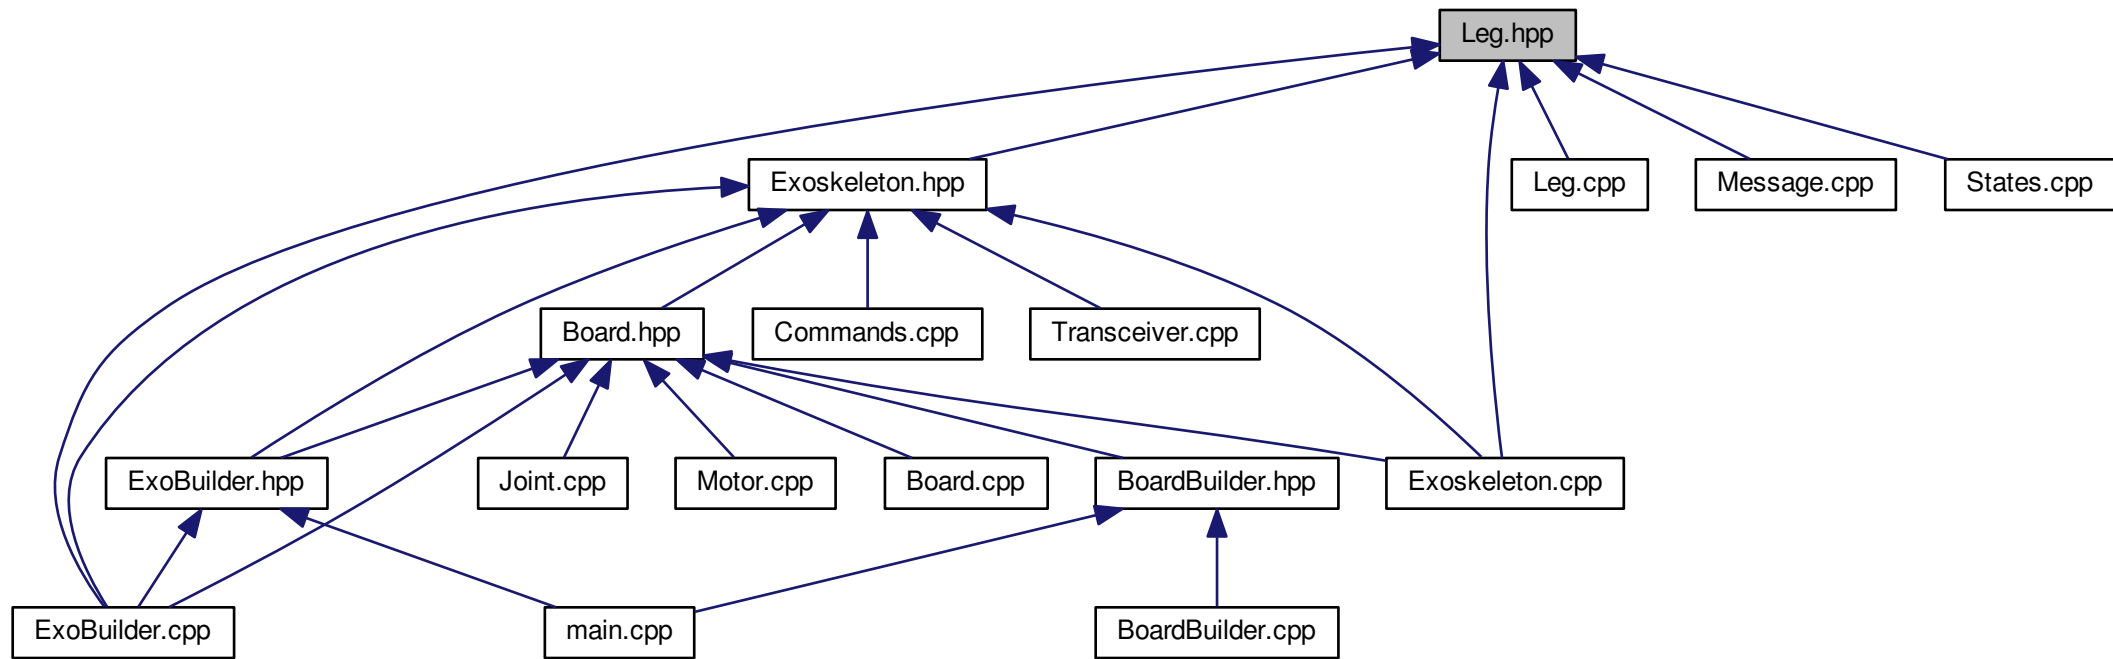 Leg.hpp
Exoskeleton.hpp
Leg.cpp
Message.cpp
States.cpp
Board.hpp
Commands.cpp
Transceiver.cpp
ExoBuilder.hpp
Joint.cpp
Motor.cpp
Board.cpp
BoardBuilder.hpp
Exoskeleton.cpp
ExoBuilder.cpp
main.cpp
BoardBuilder.cpp